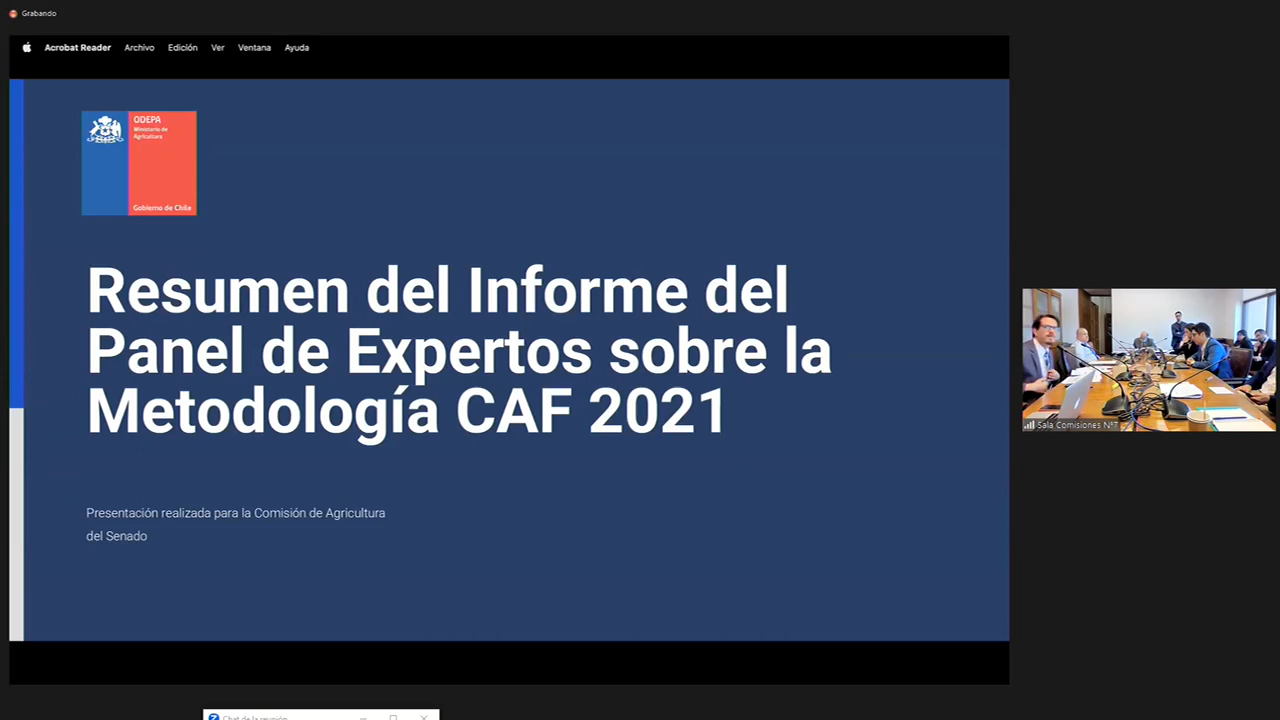 Grabando
Acrobat Reader Archivo Edición Ver Ventana Ayuda
ODEPA
Ministerio de
Agricultura
Gobierno de Chile
Resumen del Informe del
Panel de Expertos sobre la
Metodología CAF 2021
Presentación realizada para la Comisión de Agricultura
del Senado
Sala Comisiones N°7
Chat de la reunión